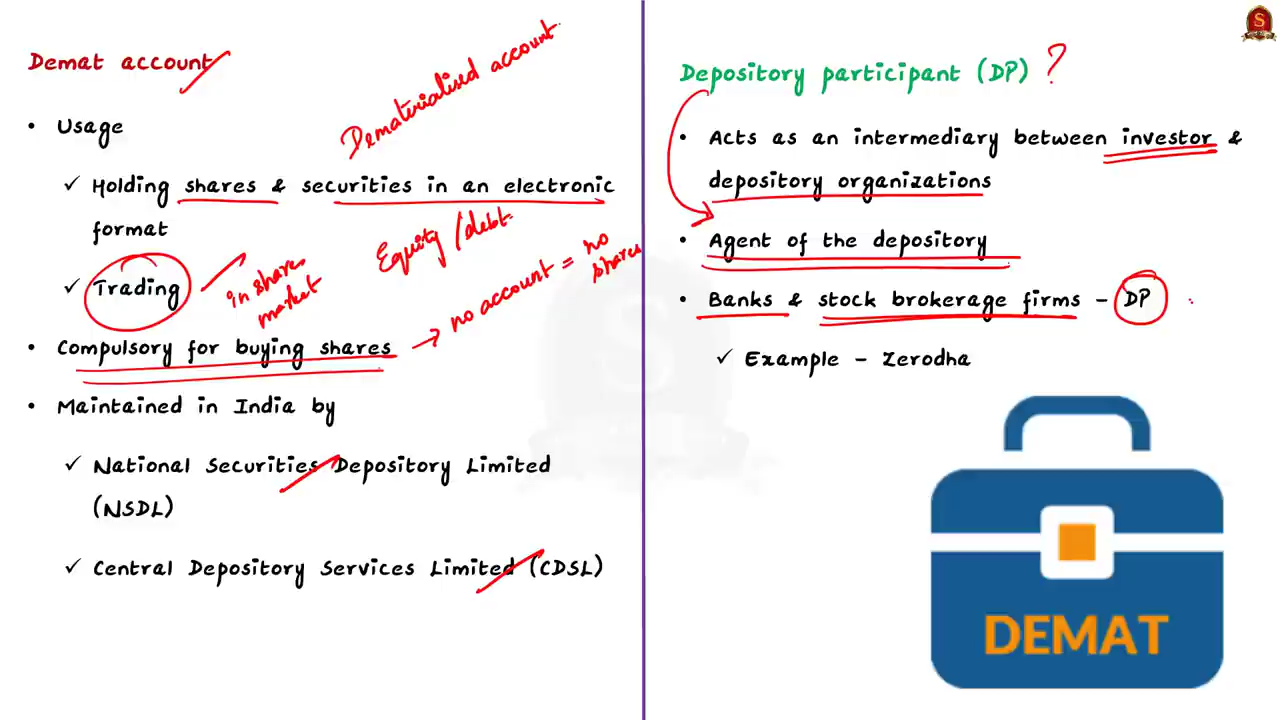 Demat account
Dematerialised account
• Usage
✓ Holding shares & securities in an electronic
format
Equity / debt
✓ Trading
in share
market
• Compulsory for buying shares
no account = no
shares
• Maintained in India by
✓ National Securities Depository Limited
(NSDL)
✓ Central Depository Services Limited (CDSL)
Depository participant (DP) ?
• Acts as an intermediary between investor &
depository organizations
• Agent of the depository
• Banks & stock brokerage firms - DP
✓ Example - Zerodha
DEMAT
S
S